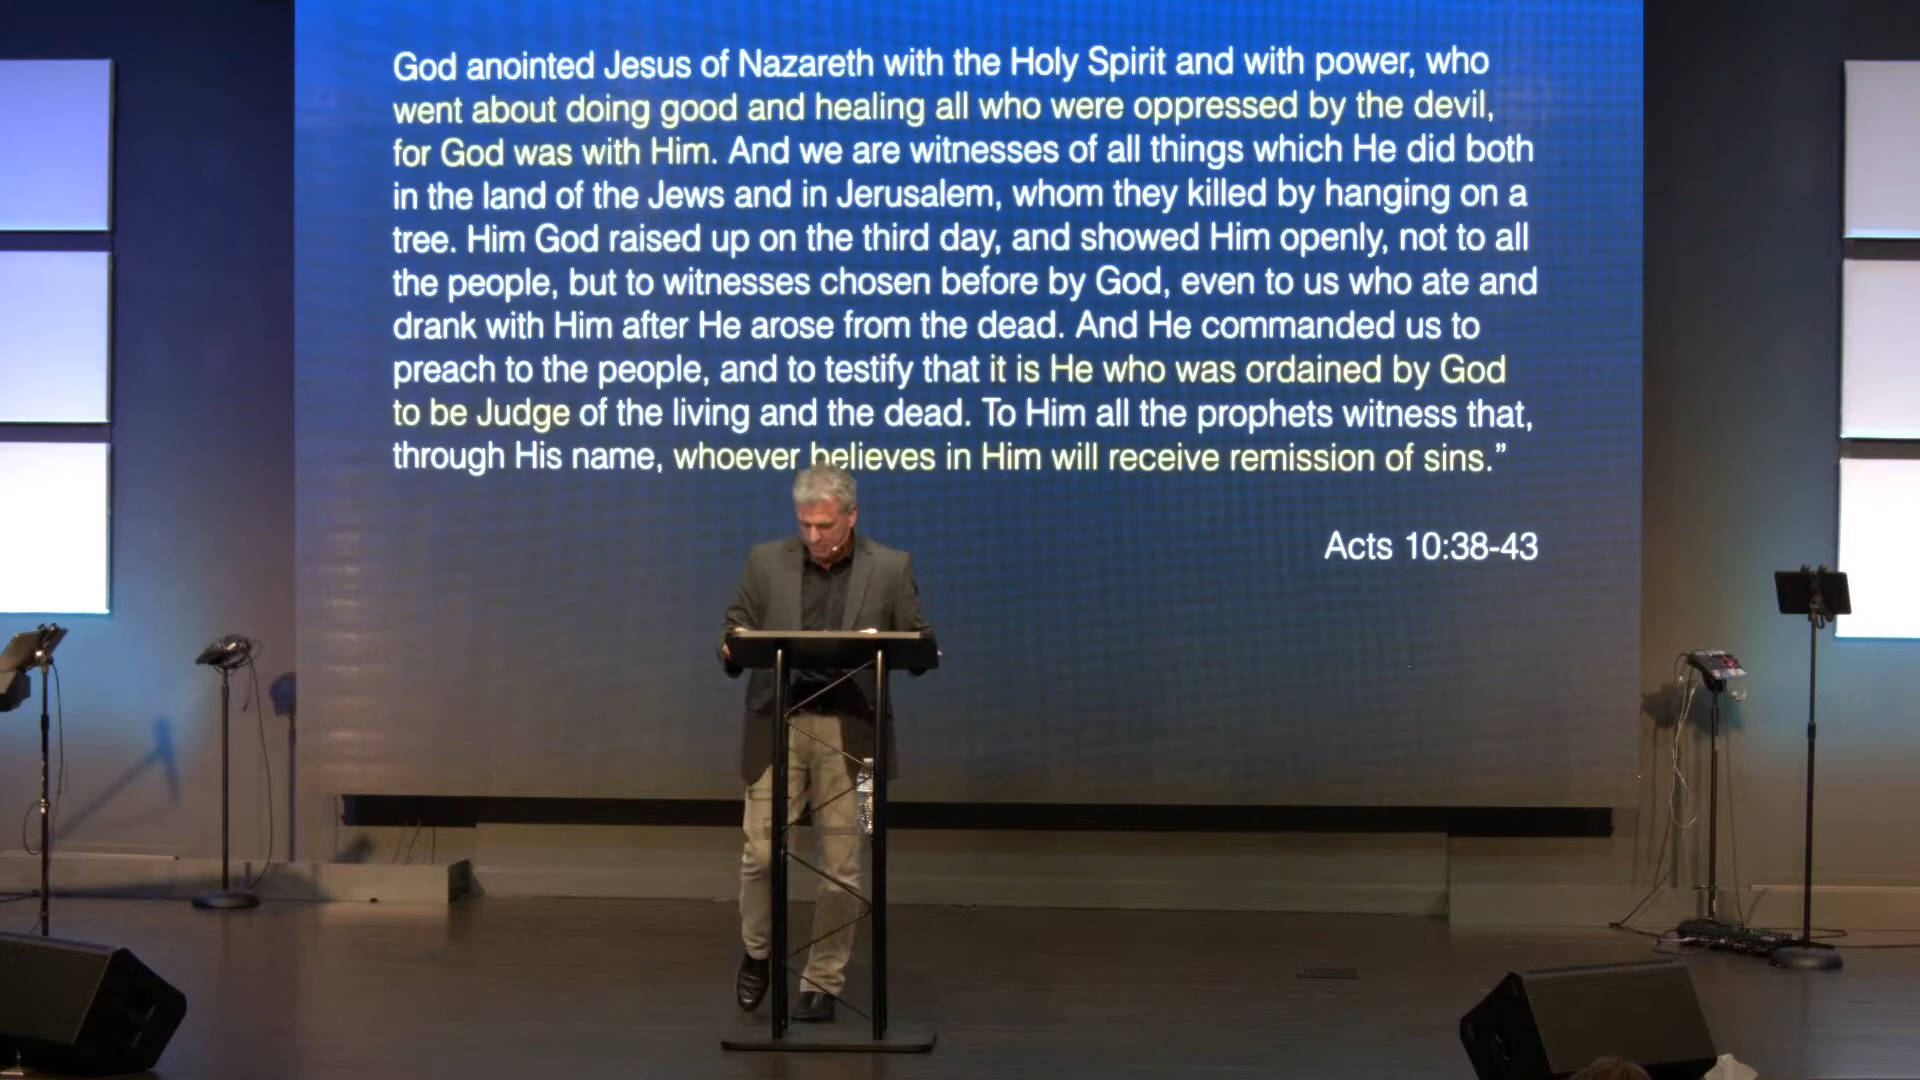 God anointed Jesus of Nazareth with the Holy Spirit and with power, who
went about doing good and healing all who were oppressed by the devil,
for God was with Him. And we are witnesses of all things which He did both
in the land of the Jews and in Jerusalem, whom they killed by hanging on a
tree. Him God raised up on the third day, and showed Him openly, not to all
the people, but to witnesses chosen before by God, even to us who ate and
drank with Him after He arose from the dead. And He commanded us to
preach to the people, and to testify that it is He who was ordained by God
to be Judge of the living and the dead. To Him all the prophets witness that,
through His name, whoever believes in Him will receive remission of sins.”
Acts 10:38-43